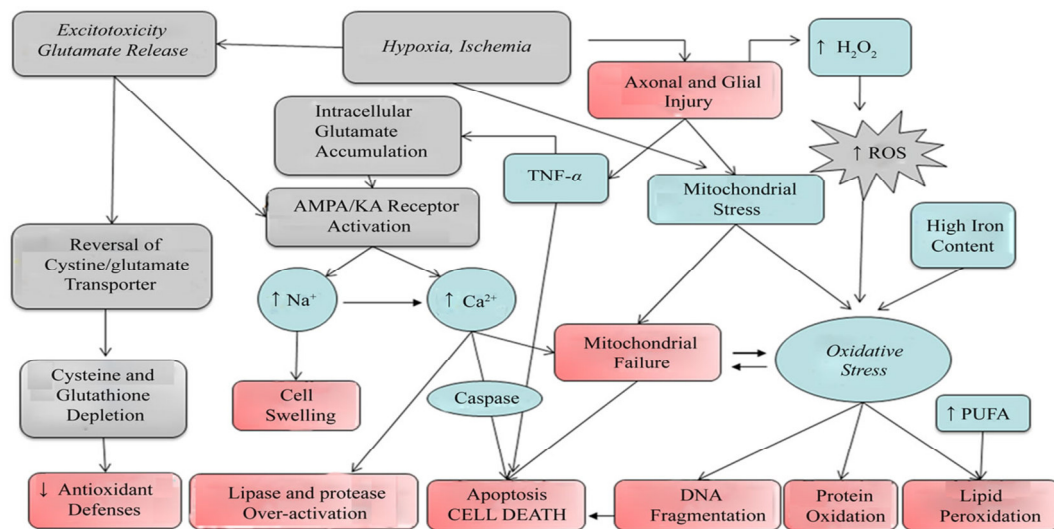 Excitotoxicity
Glutamate Release
Hypoxia, Ischemia
↑ H₂O₂
Axonal and Glial
Injury
Intracellular
Glutamate
Accumulation
↑ ROS
TNF-α
Mitochondrial
Stress
AMPA/KA Receptor
Activation
High Iron
Content
Reversal of
Cystine/glutamate
Transporter
↑ Na⁺
↑ Ca²⁺
Mitochondrial
Failure
Oxidative
Stress
Cysteine and
Glutathione
Depletion
Cell
Swelling
Caspase
↑ PUFA
↓ Antioxidant
Defenses
Lipase and protease
Over-activation
Apoptosis
CELL DEATH
DNA
Fragmentation
Protein
Oxidation
Lipid
Peroxidation